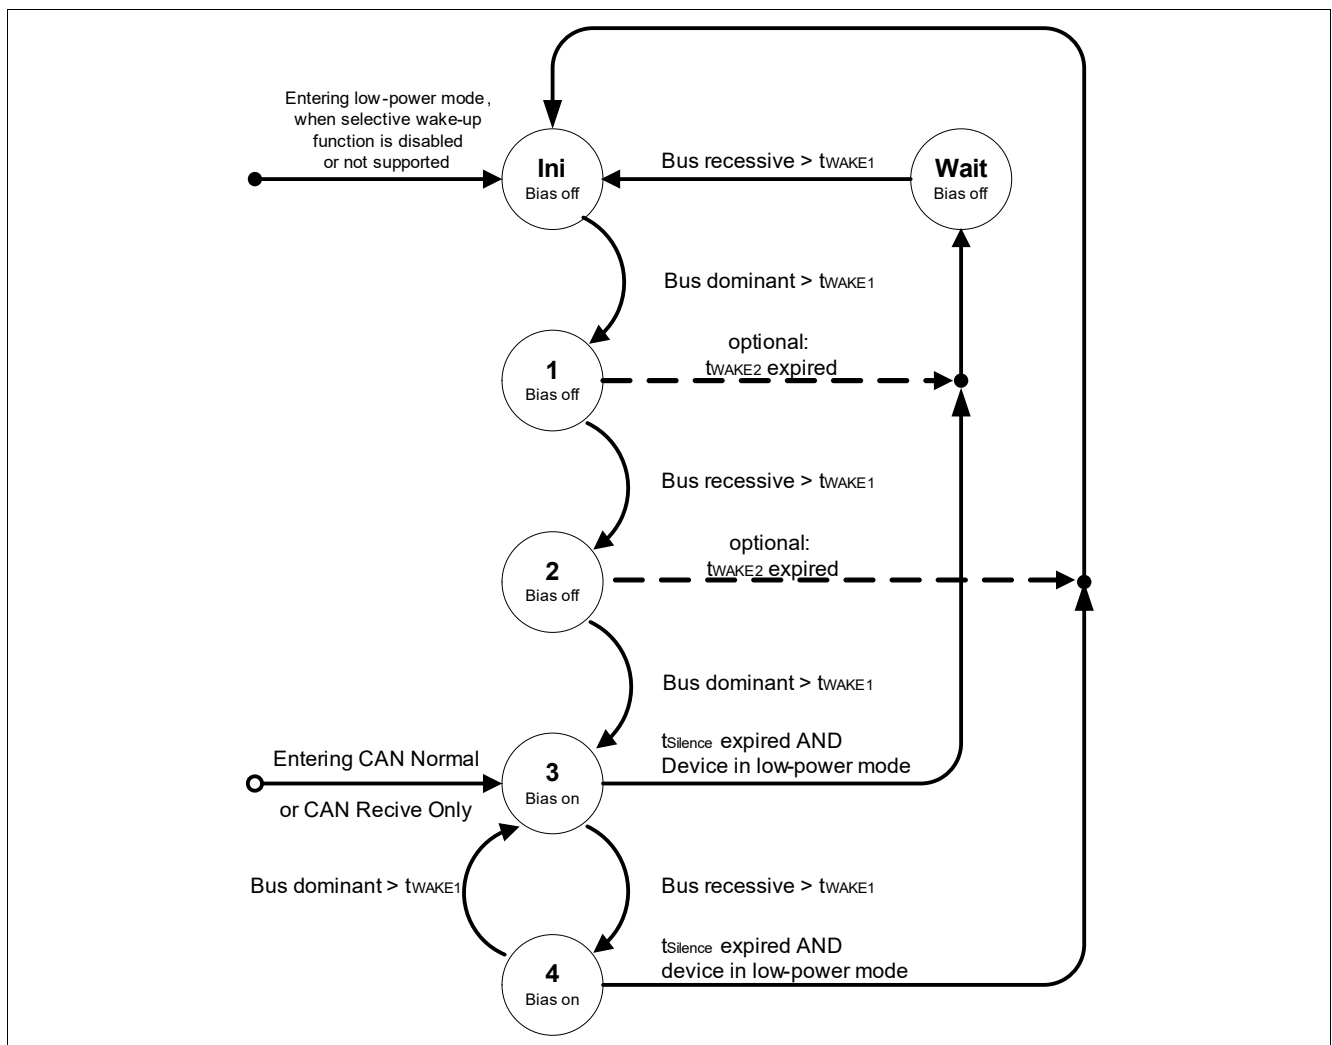 Entering low-power mode,
when selective wake-up
function is disabled
or not supported
Ini
Bias off
Bus recessive > tWAKE1
Wait
Bias off
Bus dominant > tWAKE1
1
Bias off
optional:
tWAKE2 expired
Bus recessive > tWAKE1
2
Bias off
optional:
tWAKE2 expired
Bus dominant > tWAKE1
Entering CAN Normal
or CAN Recive Only
3
Bias on
tSilence expired AND
Device in low-power mode
Bus dominant > tWAKE1
Bus recessive > tWAKE1
4
Bias on
tSilence expired AND
device in low-power mode